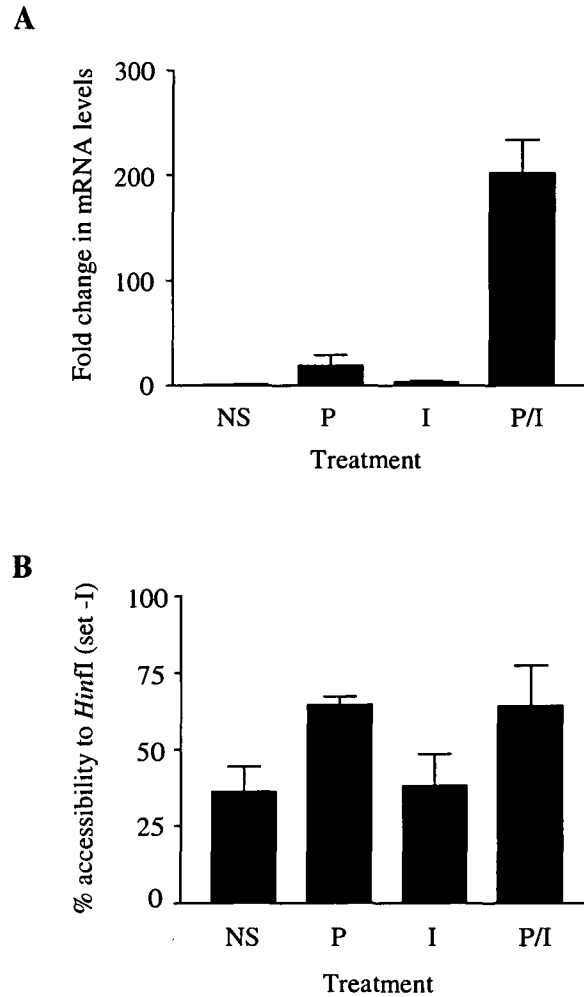 A
Fold change in mRNA levels
300
200
100
0
NS P I P/I
Treatment
B
% accessibility to HinfI (set -I)
100
75
50
25
0
NS P I P/I
Treatment